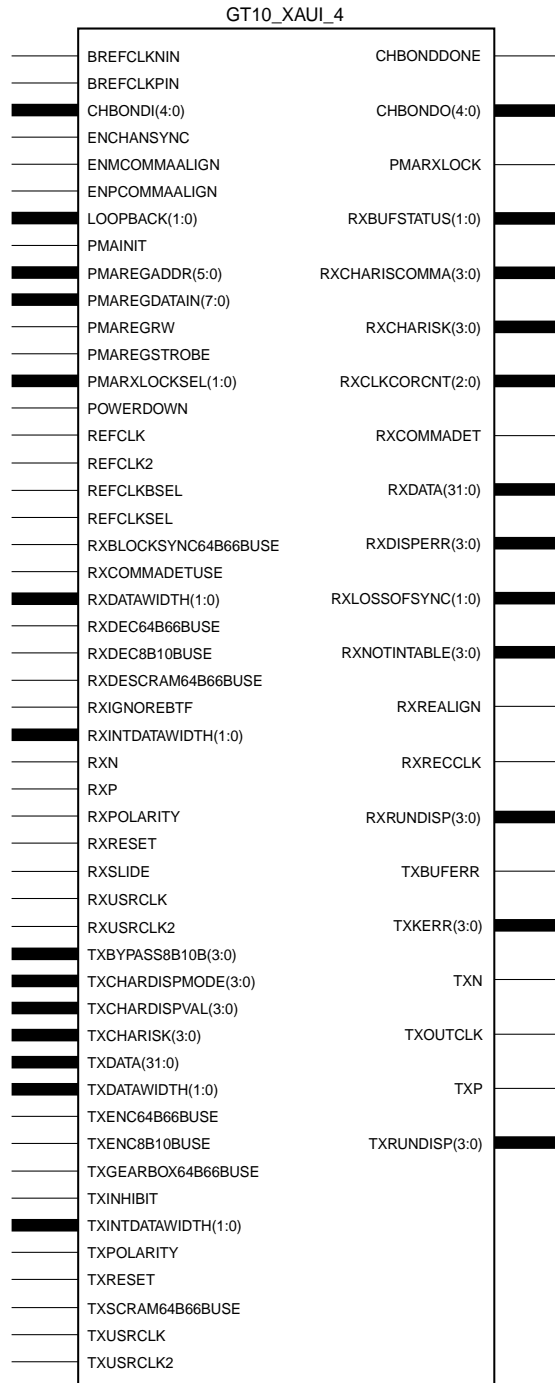 GT10_XAUI_4
BREFCLKNIN
CHBONDDONE
BREFCLKPIN
CHBONDI(4:0)
CHBONDO(4:0)
ENCHANSYNC
ENMCOMMAALIGN
PMARXLOCK
ENPCOMMAALIGN
LOOPBACK(1:0)
RXBUFSTATUS(1:0)
PMAINIT
PMAREGADDR(5:0)
RXCHARISCOMMA(3:0)
PMAREGDATAIN(7:0)
PMAREGRW
RXCHARISK(3:0)
PMAREGSTROBE
PMARXLOCKSEL(1:0)
RXCLKCORCNT(2:0)
POWERDOWN
REFCLK
RXCOMMADET
REFCLK2
REFCLKBSEL
RXDATA(31:0)
REFCLKSEL
RXBLOCKSYNC64B66BUSE
RXDISPERR(3:0)
RXCOMMADETUSE
RXDATAWIDTH(1:0)
RXLOSSOFSYNC(1:0)
RXDEC64B66BUSE
RXDEC8B10BUSE
RXNOTINTABLE(3:0)
RXDESCRAM64B66BUSE
RXIGNOREBTF
RXREALIGN
RXINTDATAWIDTH(1:0)
RXN
RXRECCLK
RXP
RXPOLARITY
RXRUNDISP(3:0)
RXRESET
RXSLIDE
TXBUFERR
RXUSRCLK
RXUSRCLK2
TXKERR(3:0)
TXBYPASS8B10B(3:0)
TXCHARDISPMODE(3:0)
TXN
TXCHARDISPVAL(3:0)
TXCHARISK(3:0)
TXOUTCLK
TXDATA(31:0)
TXDATAWIDTH(1:0)
TXP
TXENC64B66BUSE
TXENC8B10BUSE
TXRUNDISP(3:0)
TXGEARBOX64B66BUSE
TXINHIBIT
TXINTDATAWIDTH(1:0)
TXPOLARITY
TXRESET
TXSCRAM64B66BUSE
TXUSRCLK
TXUSRCLK2